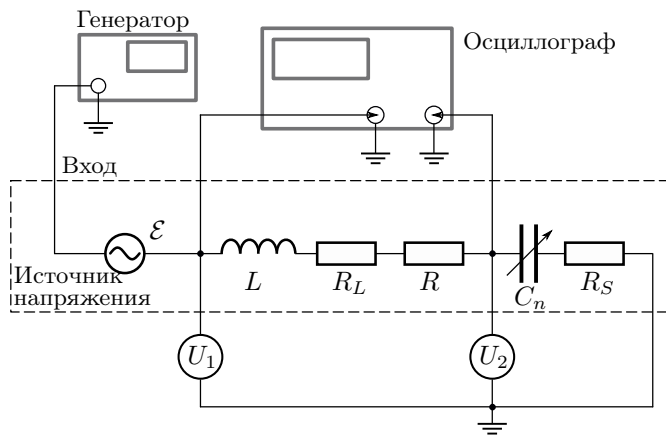 Генератор
Осциллограф
Вход
ℰ
Источник
напряжения
L
R_L
R
C_n
R_S
U_1
U_2